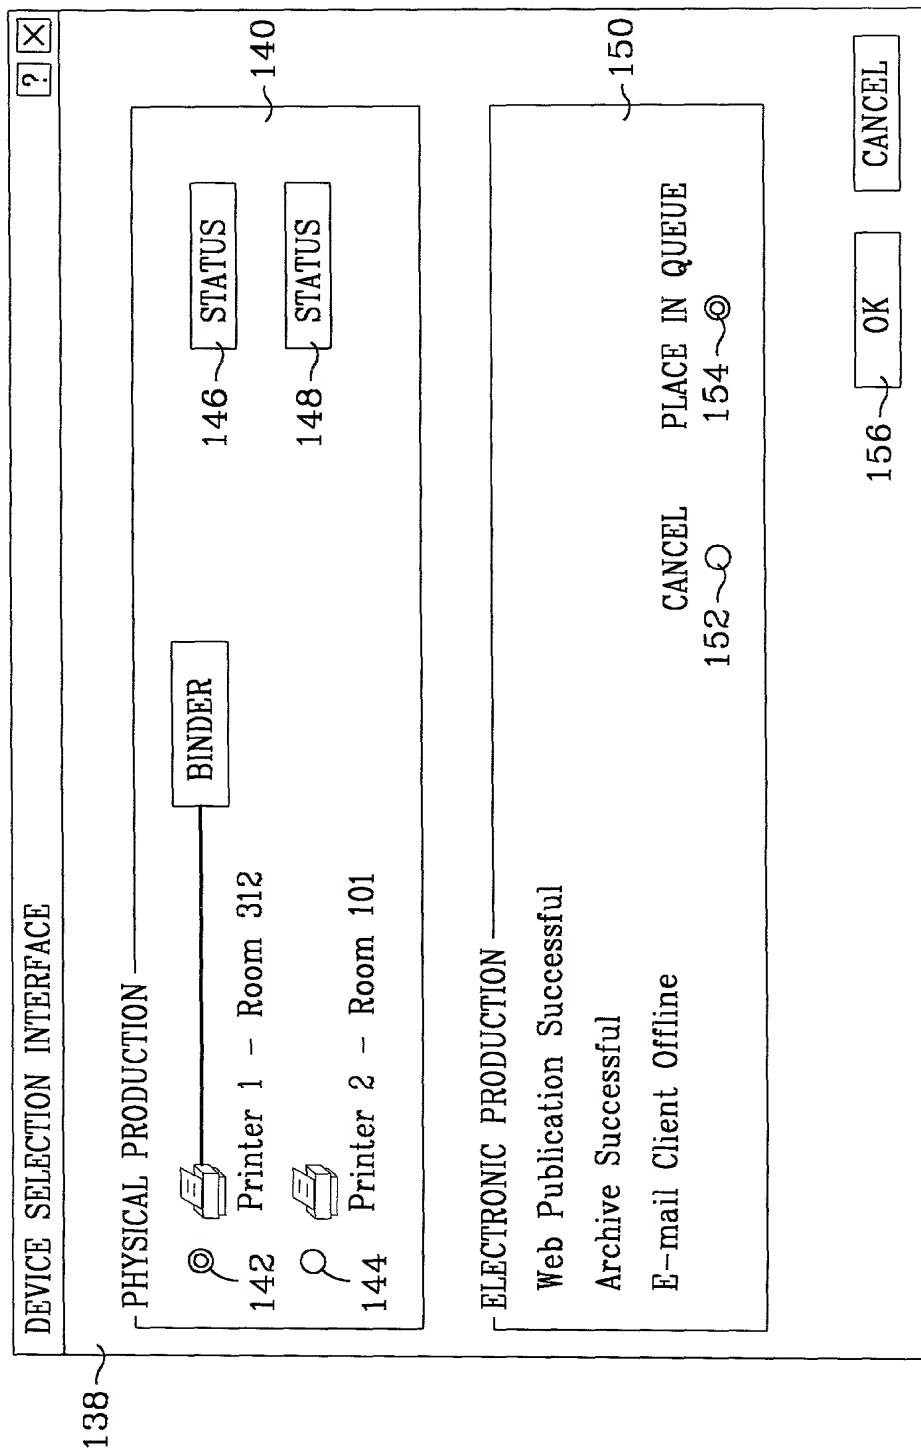 DEVICE SELECTION INTERFACE ? X
138
PHYSICAL PRODUCTION
140
BINDER
STATUS
146
142
Printer 1 - Room 312
STATUS
148
144
Printer 2 - Room 101
ELECTRONIC PRODUCTION
150
Web Publication Successful
Archive Successful
E-mail Client Offline
CANCEL
PLACE IN QUEUE
152
154
OK
CANCEL
156